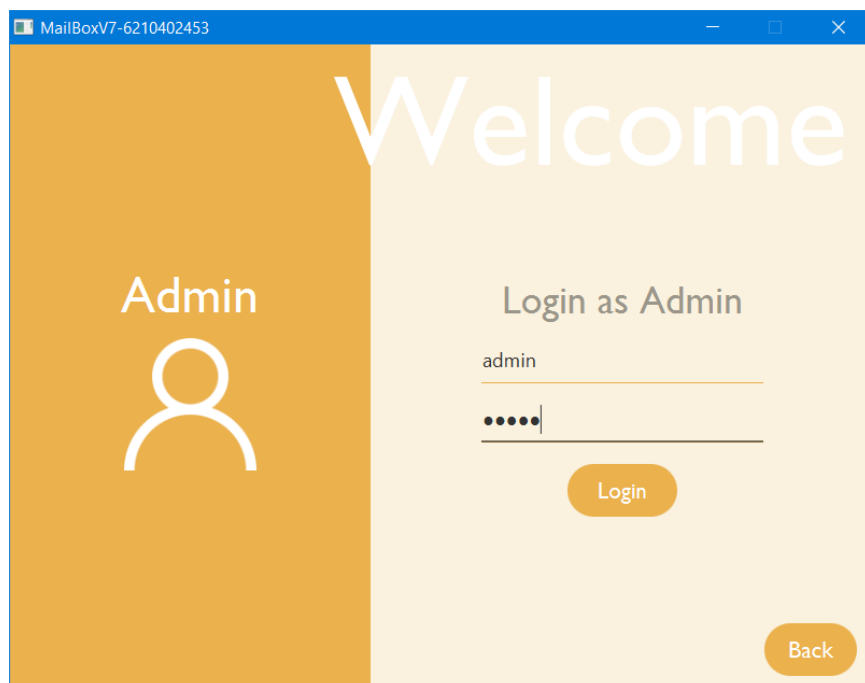 MailBoxV7-6210402453
Welcome
Admin
Login as Admin
admin
•••••
Login
Back